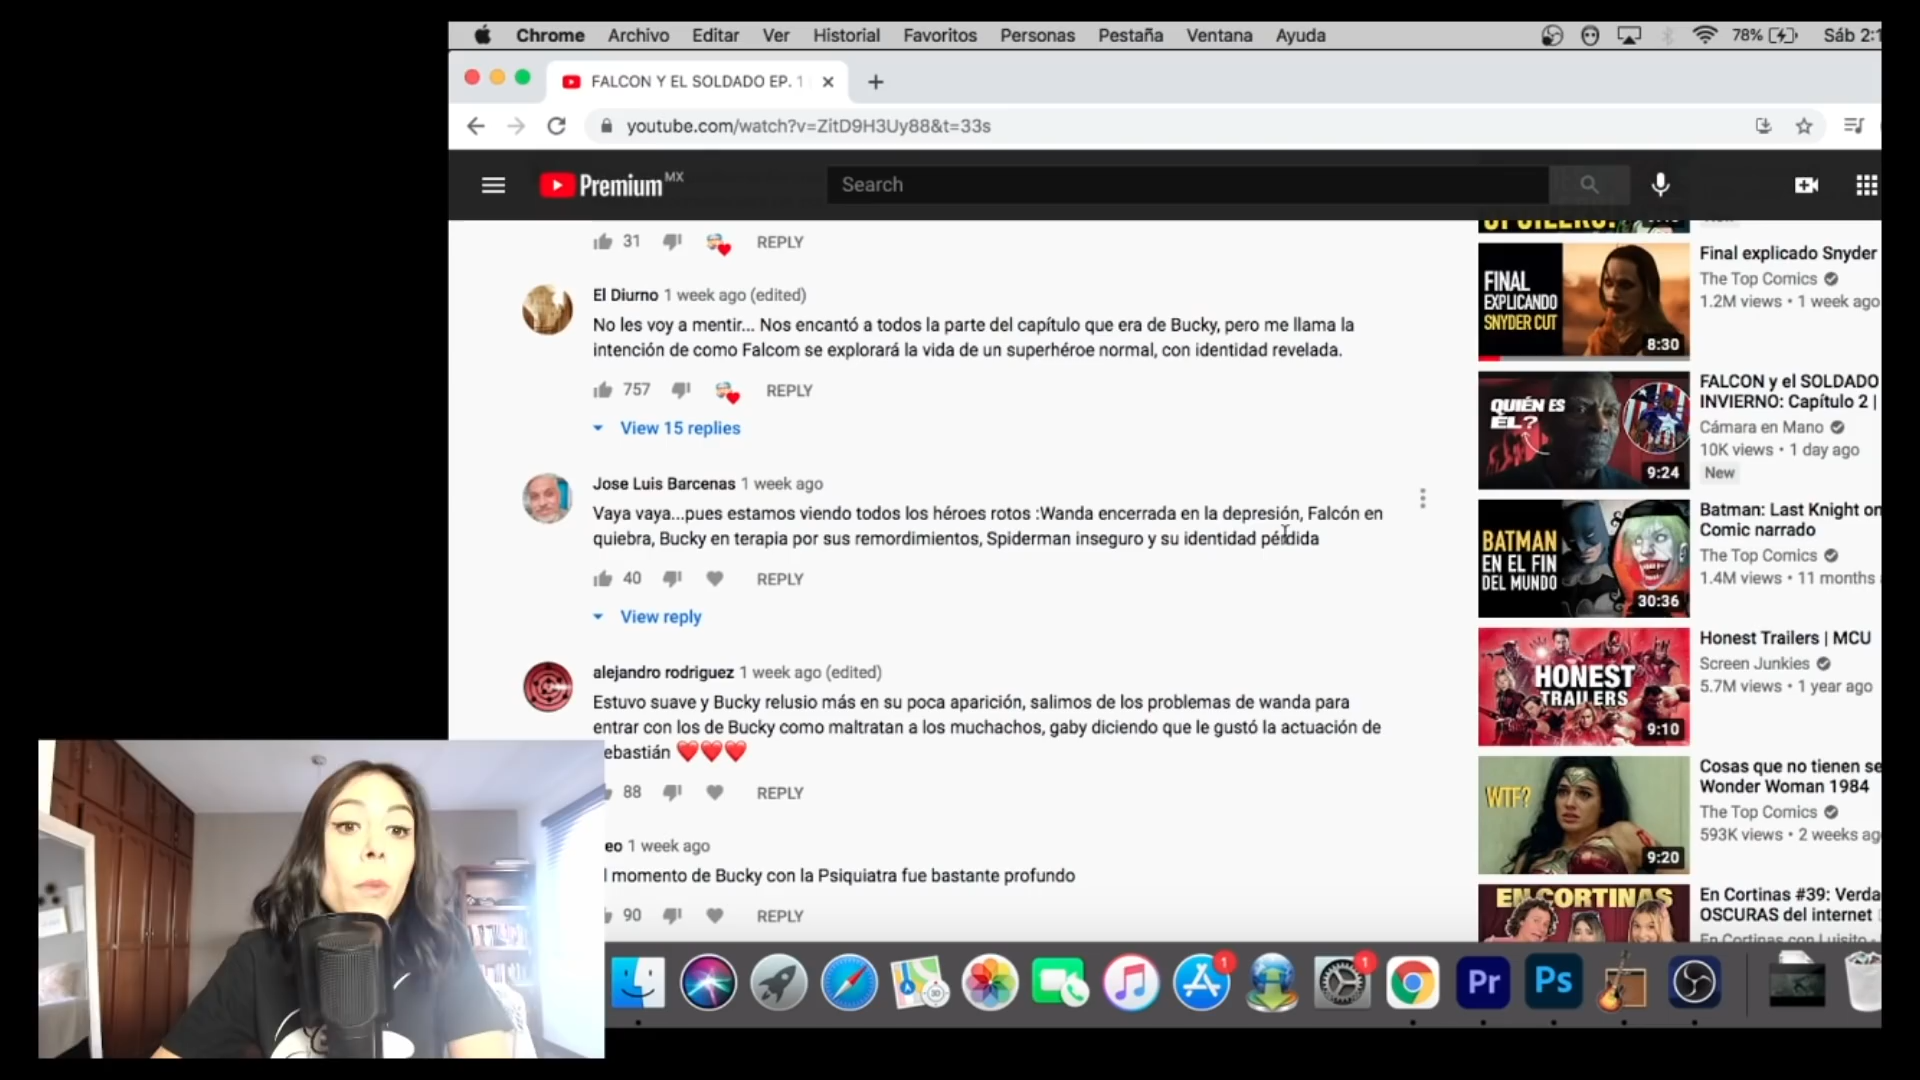 Chrome Archivo Editar Ver Historial Favoritos Personas Pestaña Ventana Ayuda 78% Sáb 2:1
FALCON Y EL SOLDADO EP. 1
youtube.com/watch?v=ZitD9H3Uy88&t=33s
Premium MX
Search
31 REPLY
El Diurno 1 week ago (edited)
No les voy a mentir... Nos encantó a todos la parte del capítulo que era de Bucky, pero me llama la
intención de como Falcom se explorará la vida de un superhéroe normal, con identidad revelada.
757 REPLY
View 15 replies
Jose Luis Barcenas 1 week ago
Vaya vaya...pues estamos viendo todos los héroes rotos :Wanda encerrada en la depresión, Falcón en
quiebra, Bucky en terapia por sus remordimientos, Spiderman inseguro y su identidad pérdida
40 REPLY
View reply
alejandro rodriguez 1 week ago (edited)
Estuvo suave y Bucky relusio más en su poca aparición, salimos de los problemas de wanda para
entrar con los de Bucky como maltratan a los muchachos, gaby diciendo que le gustó la actuación de
ebastián
88 REPLY
eo 1 week ago
l momento de Bucky con la Psiquiatra fue bastante profundo
90 REPLY
SPOILERS!
FINAL
EXPLICANDO
SNYDER CUT
8:30
Final explicado Snyder
The Top Comics
1.2M views • 1 week ago
QUIÉN ES
ÉL?
9:24
FALCON y el SOLDADO
INVIERNO: Capítulo 2 |
Cámara en Mano
10K views • 1 day ago
New
BATMAN
EN EL FIN
DEL MUNDO
30:36
Batman: Last Knight on
Comic narrado
The Top Comics
1.4M views • 11 months
HONEST
TRAILERS
9:10
Honest Trailers | MCU
Screen Junkies
5.7M views • 1 year ago
WTF?
9:20
Cosas que no tienen se
Wonder Woman 1984
The Top Comics
593K views • 2 weeks ag
EN CORTINAS
En Cortinas #39: Verda
OSCURAS del internet
En Cortinas con Luisito
1
1
Pr
Ps